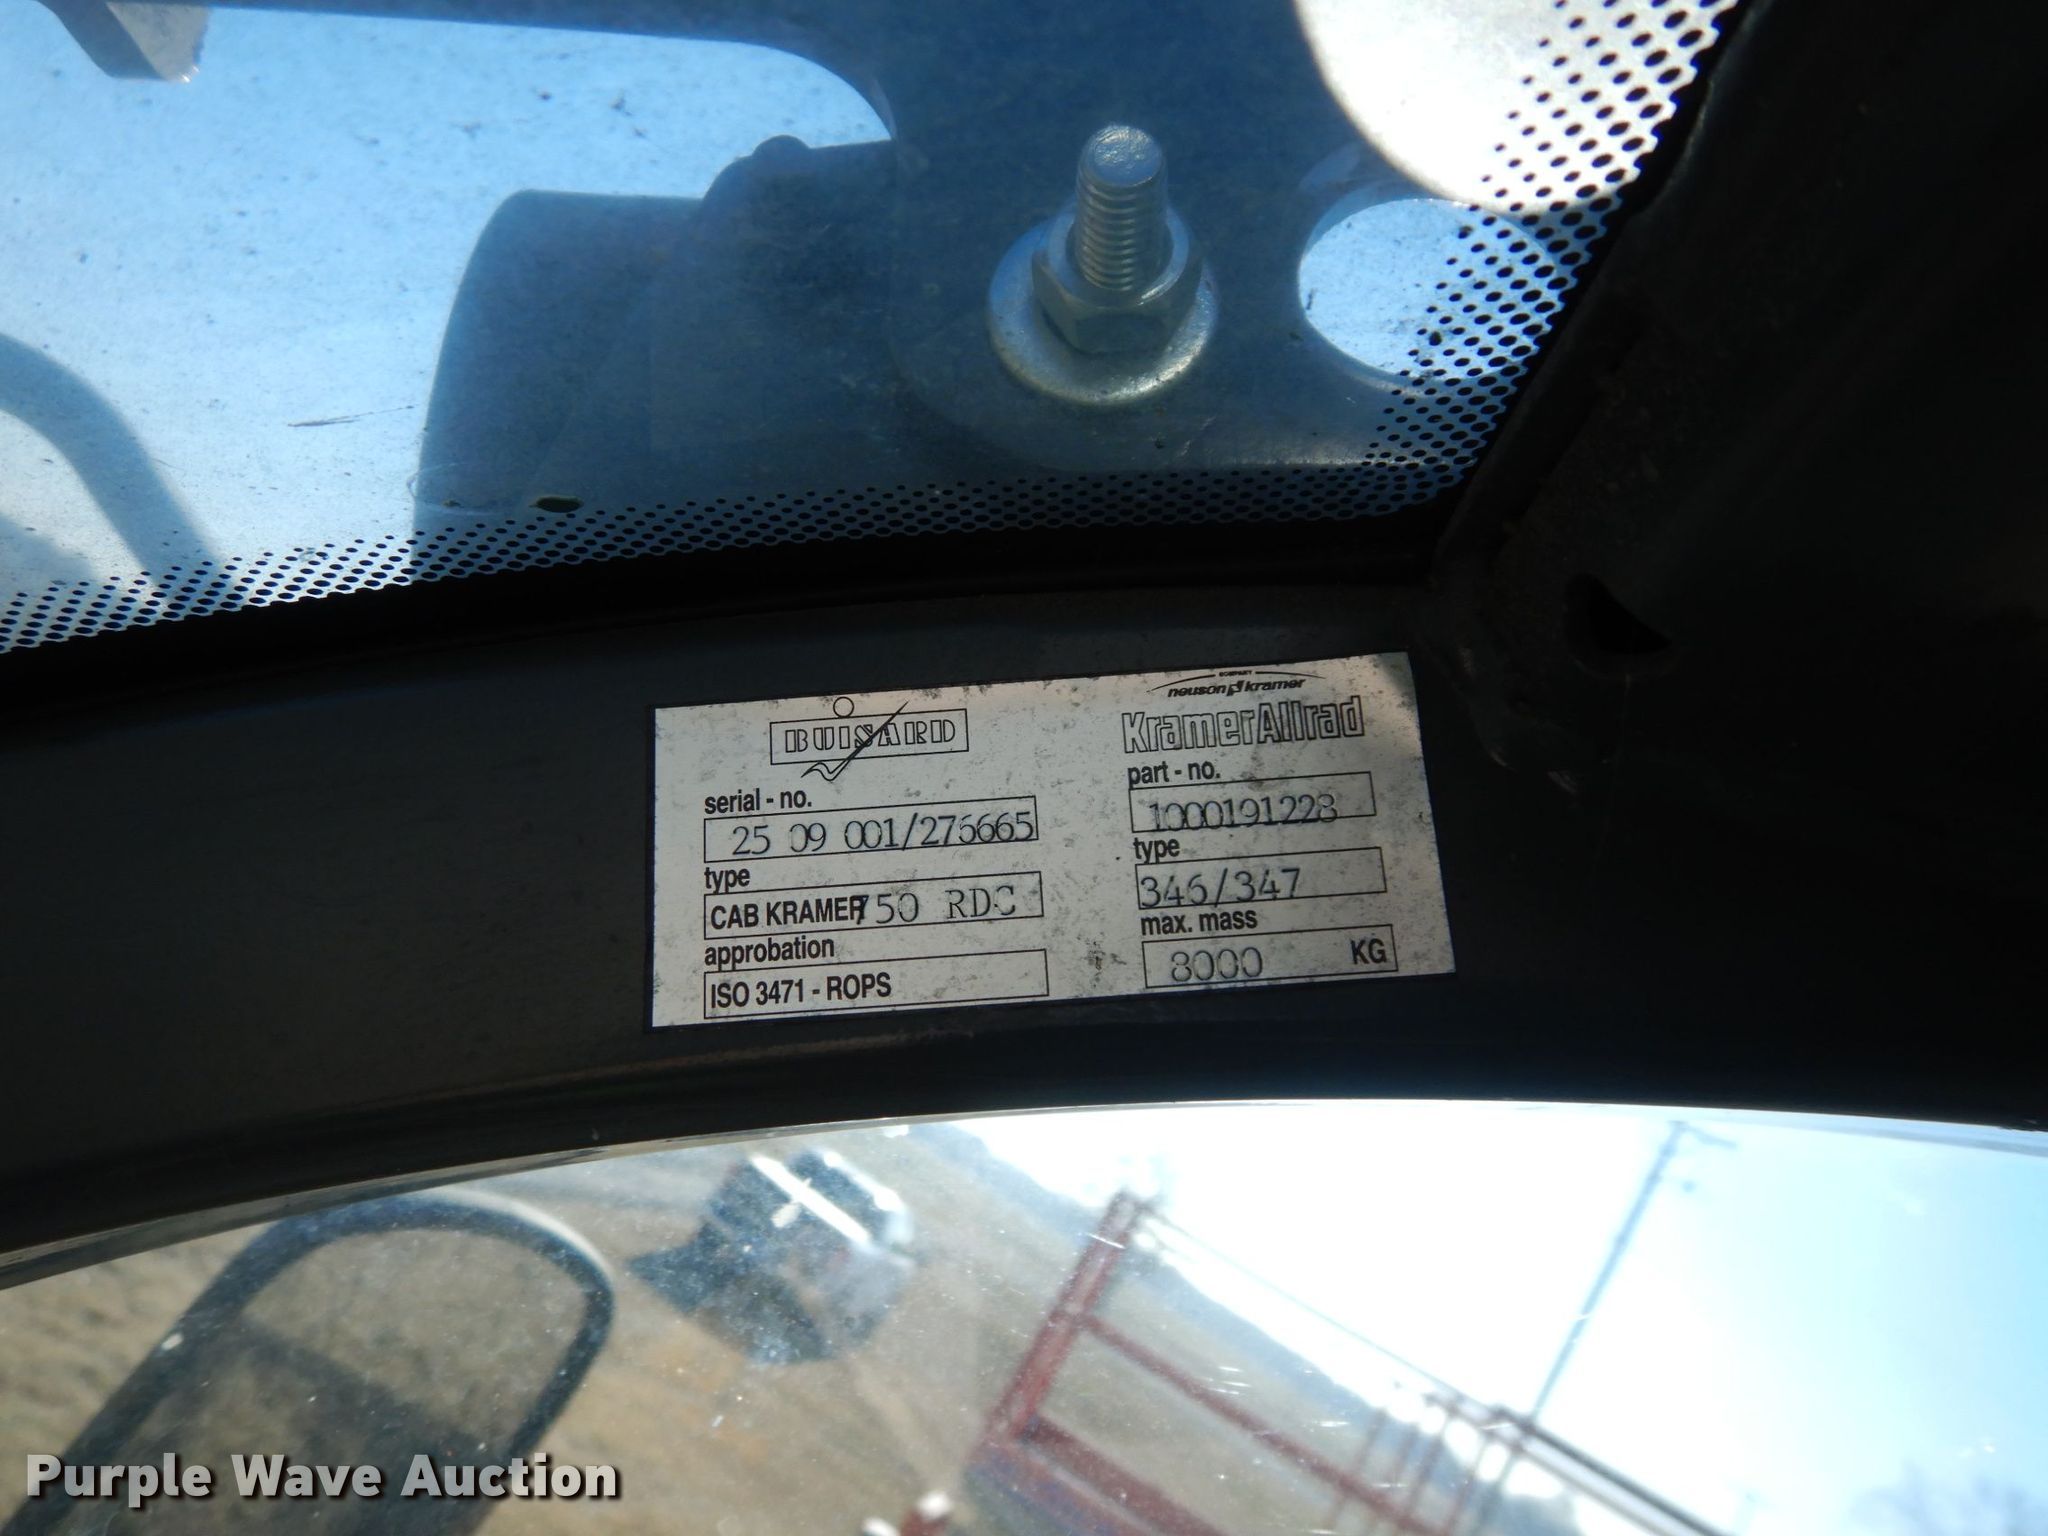 BUISARD
serial - no.
25 09 001/276665
type
CAB KRAMER 750 RDC
approbation
ISO 3471 - ROPS
COMPANY
neuson kramer
KramerAllrad
part - no.
1000191228
type
346/347
max. mass
8000 KG
Purple Wave Auction